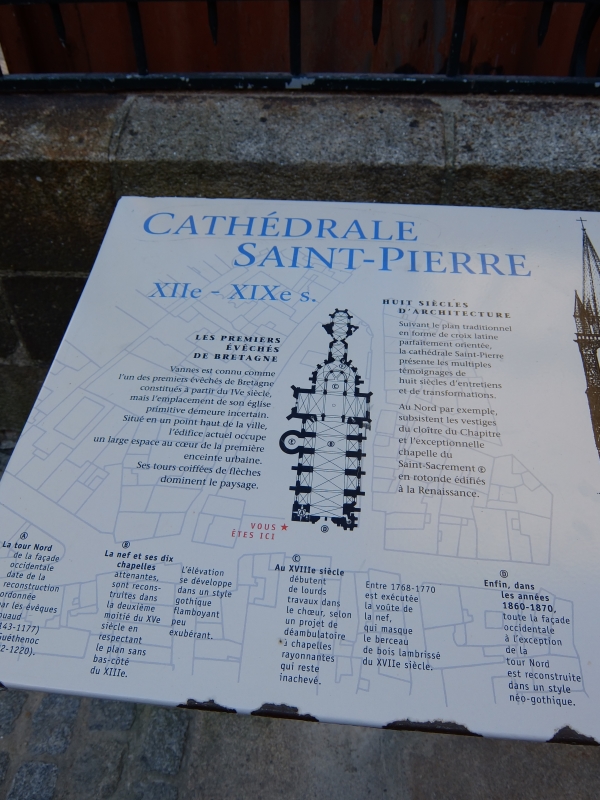 CATHÉDRALE
SAINT-PIERRE
XIIe - XIXe s.
LES PREMIERS
ÉVÊCHÉS
DE BRETAGNE
Vannes est connu comme
l'un des premiers évêchés de Bretagne
constitués à partir du IVe siècle,
mais l'emplacement de son église
primitive demeure incertain.
Situé en un point haut de la ville,
l'édifice actuel occupe
un large espace au cœur de la première
enceinte urbaine.
Ses tours coiffées de flèches
dominent le paysage.
HUIT SIÈCLES
D'ARCHITECTURE
Suivant le plan traditionnel
en forme de croix latine
parfaitement orientée,
la cathédrale Saint-Pierre
présente les multiples
témoignages de
huit siècles d'entretiens
et de transformations.
Au Nord par exemple,
subsistent les vestiges
du cloître du Chapitre
et l'exceptionnelle
chapelle du
Saint-Sacrement E
en rotonde édifiés
à la Renaissance.
C
E
B
A
D
VOUS
ÊTES ICI
A
La tour Nord
de la façade
occidentale
date de la
reconstruction
ordonnée
par les évêques
43-1177)
Guéthenoc
2-1220).
B
La nef et ses dix
chapelles
attenantes,
sont recons-
truites dans
la deuxième
moitié du XVe
siècle en
respectant
le plan sans
bas-côté
du XIIIe.
L'élévation
se développe
dans un style
gothique
flamboyant
peu
exubérant.
C
Au XVIIIe siècle
débutent
de lourds
travaux dans
le chœur, selon
un projet de
déambulatoire
à chapelles
rayonnantes
qui reste
inachevé.
Entre 1768-1770
est exécutée
la voûte de
la nef,
qui masque
le berceau
de bois lambrissé
du XVIIe siècle.
D
Enfin, dans
les années
1860-1870,
toute la façade
occidentale
à l'exception
de la
tour Nord
est reconstruite
dans un style
néo-gothique.